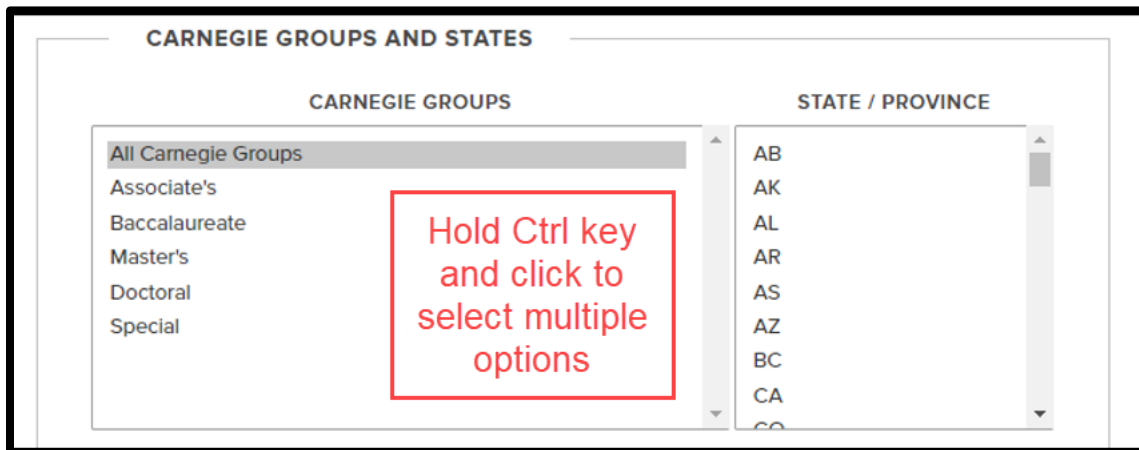 CARNEGIE GROUPS AND STATES
CARNEGIE GROUPS
All Carnegie Groups
Associate's
Baccalaureate
Master's
Doctoral
Special
Hold Ctrl key
and click to
select multiple
options
STATE / PROVINCE
AB
AK
AL
AR
AS
AZ
BC
CA